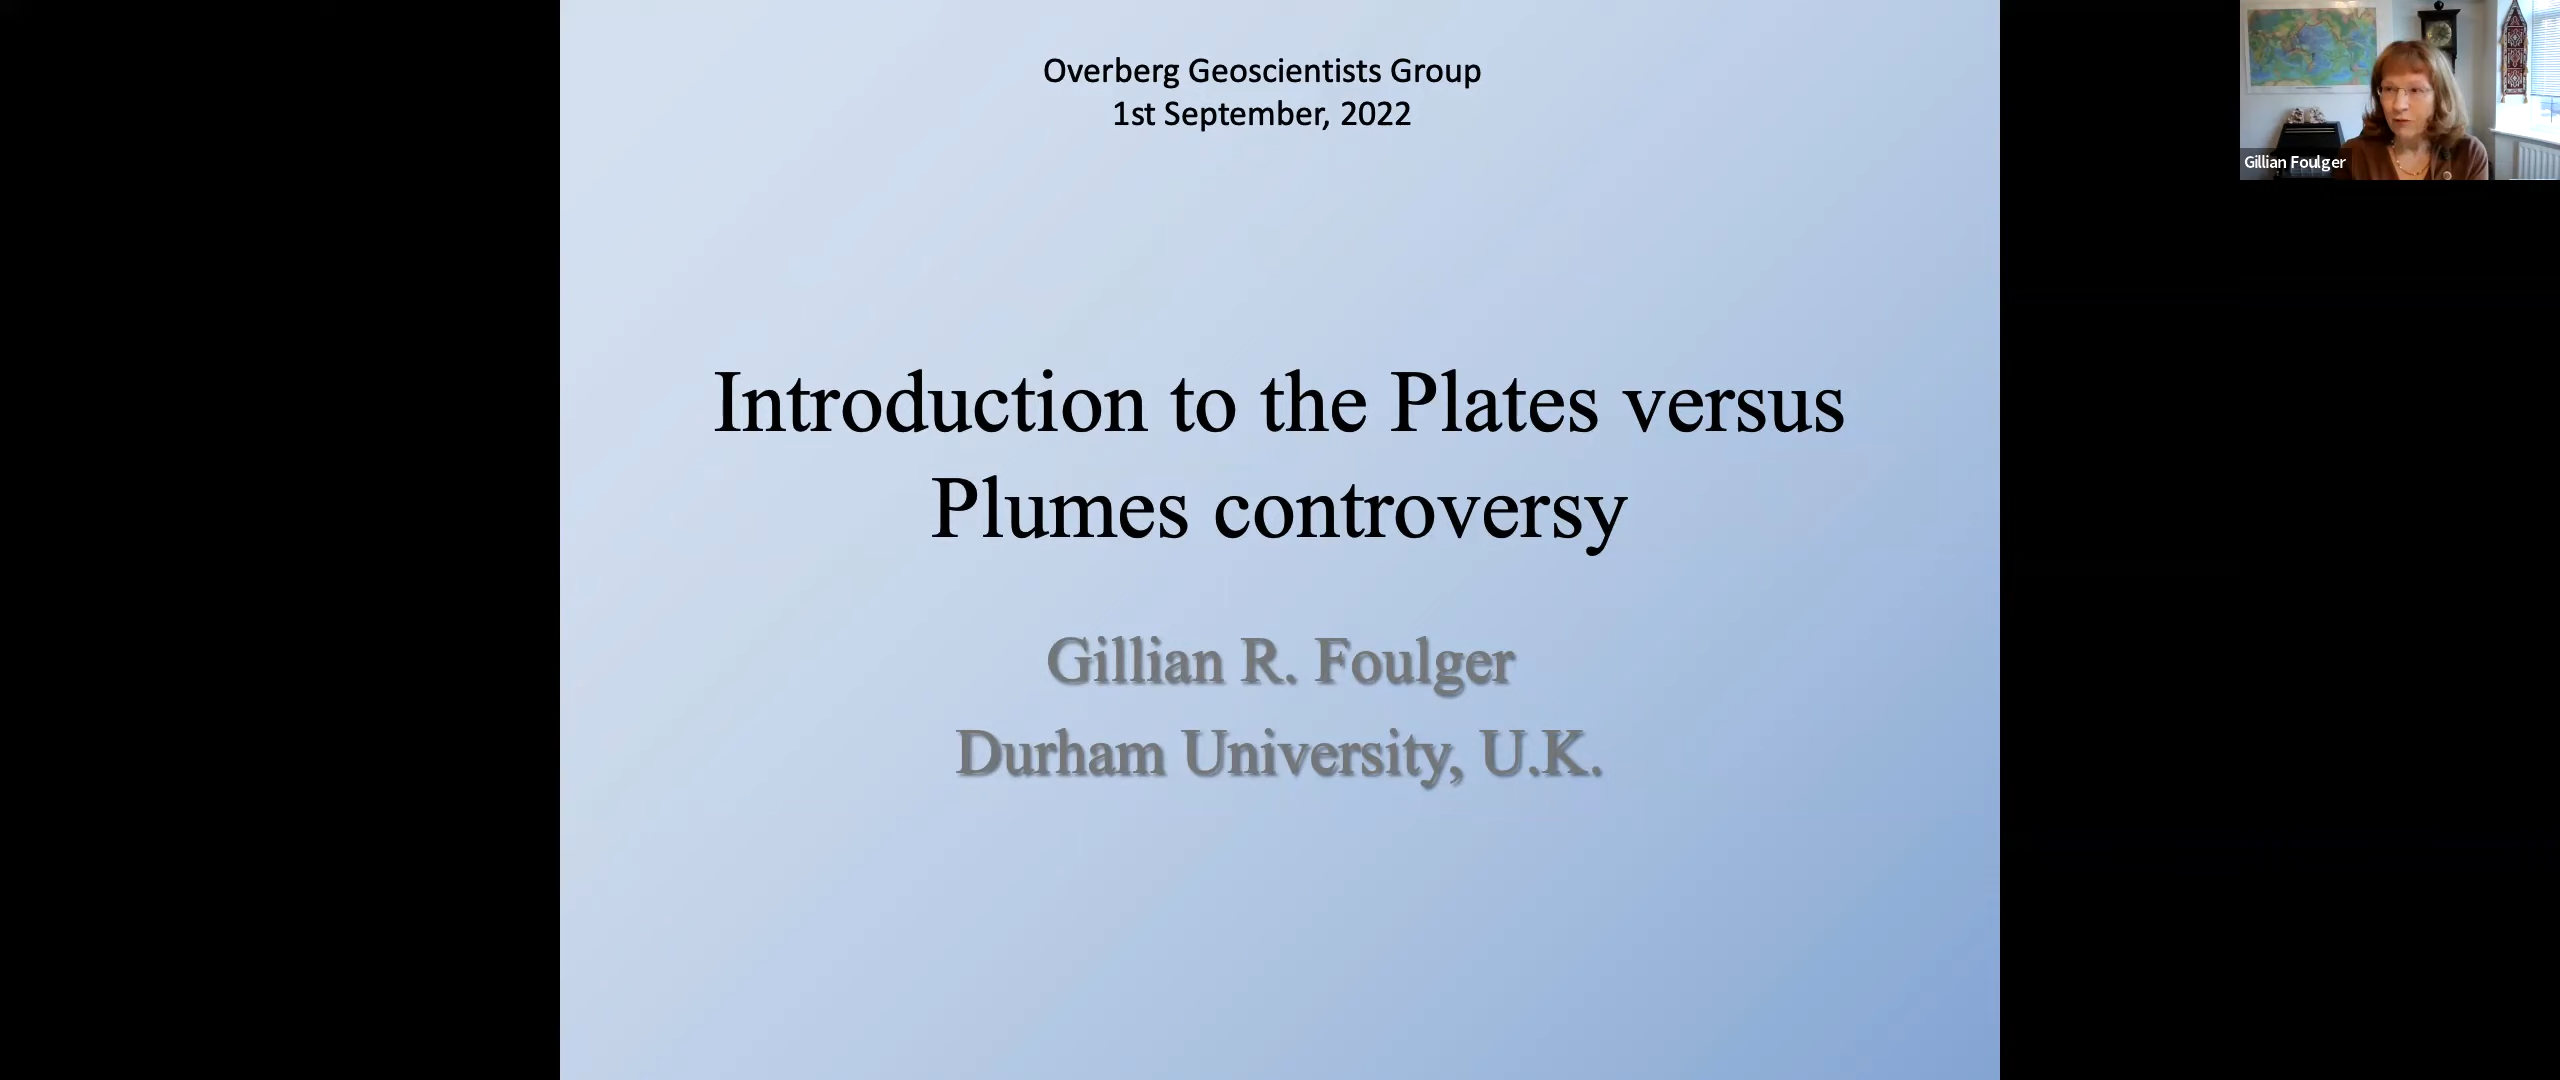 Overberg Geoscientists Group
1st September, 2022
Gillian Foulger
Introduction to the Plates versus
Plumes controversy
Gillian R. Foulger
Durham University, U.K.